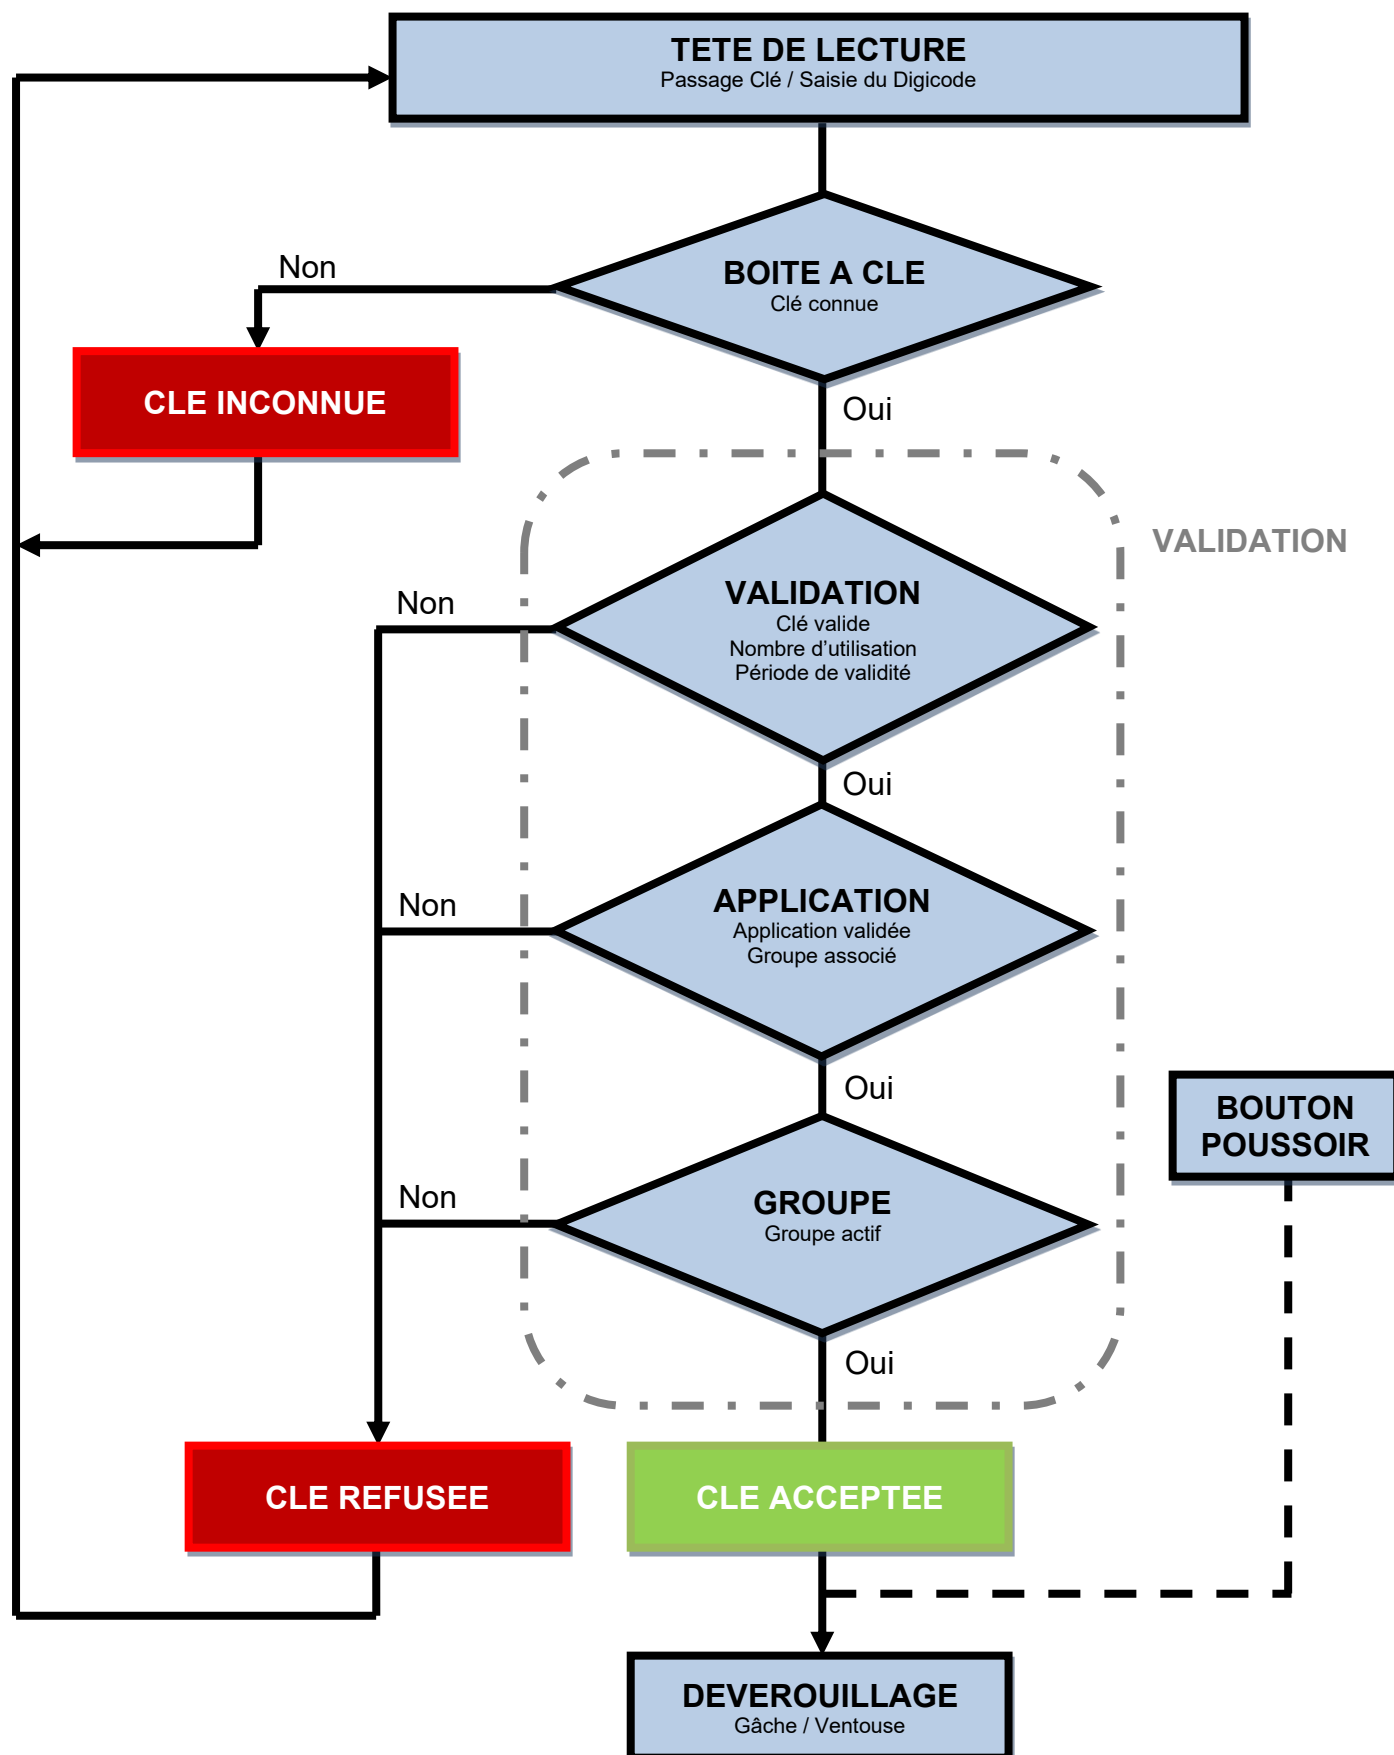 TETE DE LECTURE
Passage Clé / Saisie du Digicode
Non
BOITE A CLE
Clé connue
CLE INCONNUE
Oui
VALIDATION
Non
VALIDATION
Clé valide
Nombre d'utilisation
Période de validité
Oui
Non
APPLICATION
Application validée
Groupe associé
Oui
BOUTON
POUSSOIR
Non
GROUPE
Groupe actif
Oui
CLE REFUSEE
CLE ACCEPTEE
DEVEROUILLAGE
Gâche / Ventouse